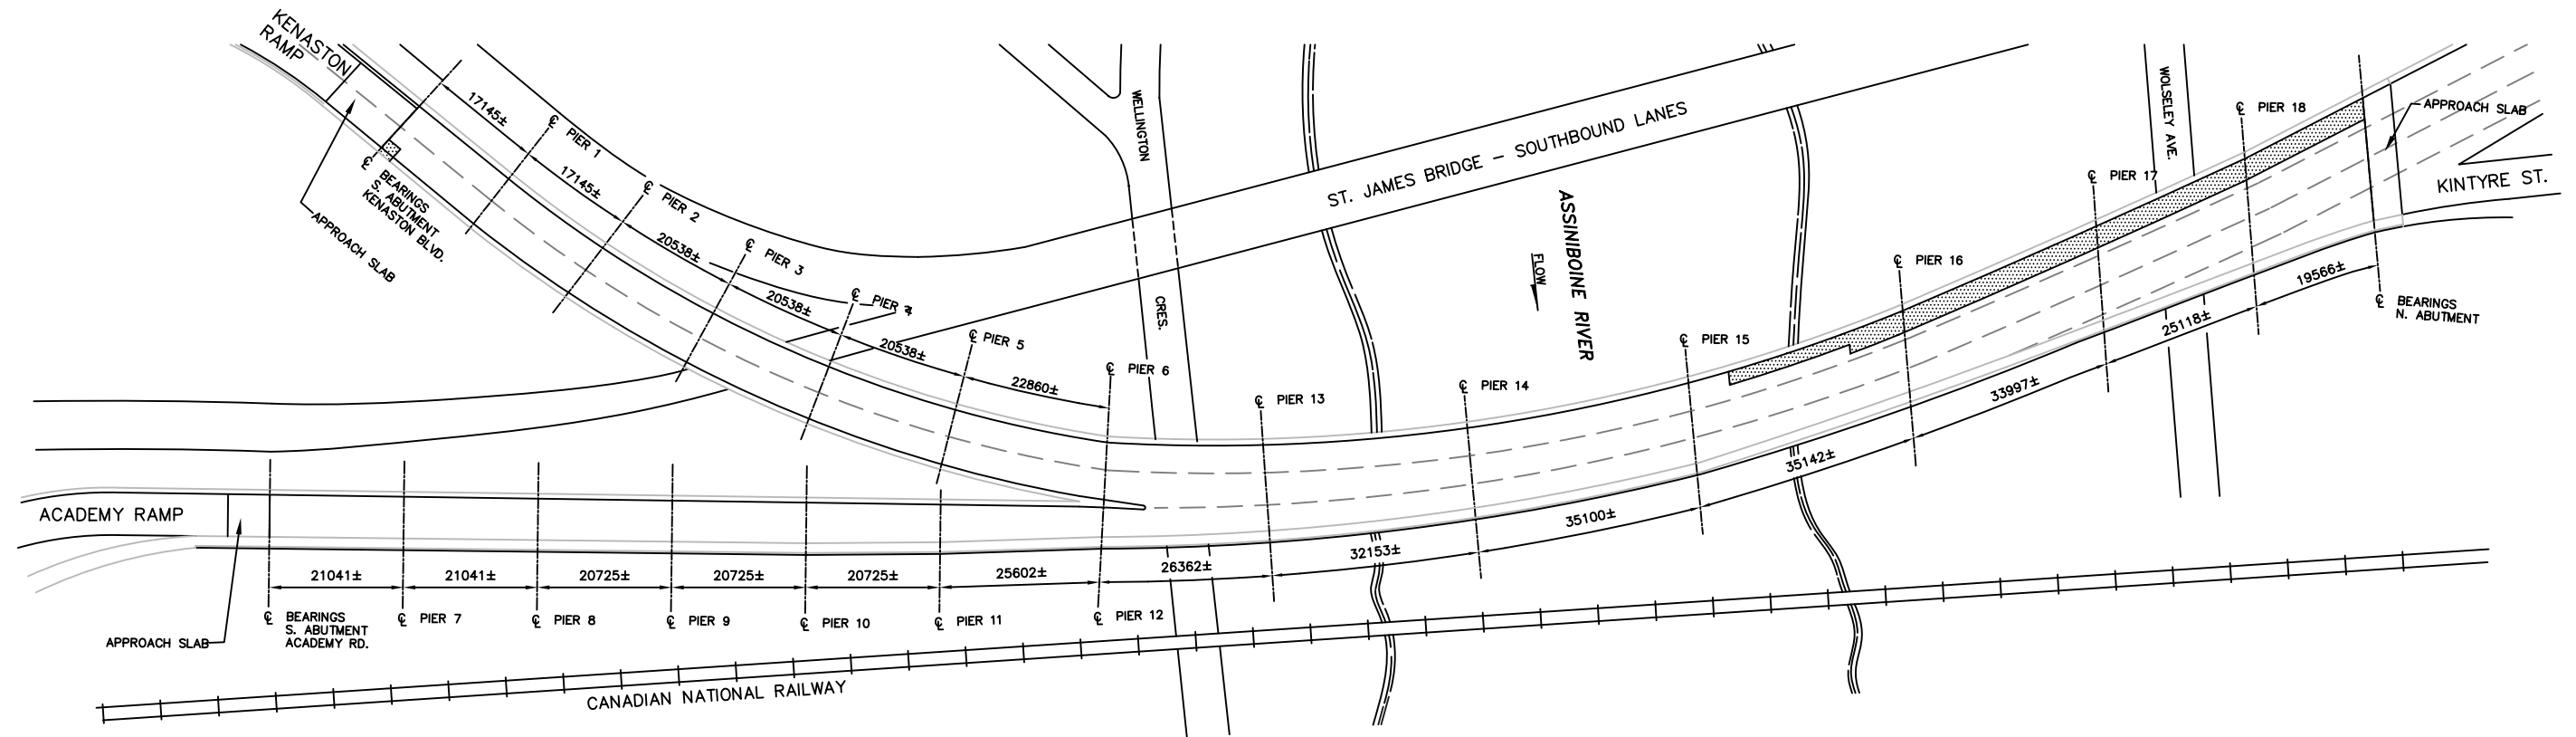 KENASTON
RAMP
17145±
℄ PIER 1
17145±
℄ PIER 2
20538±
℄ PIER 3
20538±
℄ PIER 4
20538±
℄ PIER 5
22860±
℄ PIER 6
℄ BEARINGS
S. ABUTMENT
KENASTON BLVD.
APPROACH SLAB
WELLINGTON
CRES.
ST. JAMES BRIDGE – SOUTHBOUND LANES
ASSINIBOINE RIVER
FLOW
WOLSELEY AVE.
℄ PIER 13
℄ PIER 14
℄ PIER 15
℄ PIER 16
℄ PIER 17
℄ PIER 18
APPROACH SLAB
KINTYRE ST.
℄ BEARINGS
N. ABUTMENT
19566±
25118±
33997±
35142±
35100±
32153±
26362±
ACADEMY RAMP
21041±
21041±
20725±
20725±
20725±
25602±
℄ BEARINGS
S. ABUTMENT
ACADEMY RD.
℄ PIER 7
℄ PIER 8
℄ PIER 9
℄ PIER 10
℄ PIER 11
℄ PIER 12
APPROACH SLAB
CANADIAN NATIONAL RAILWAY